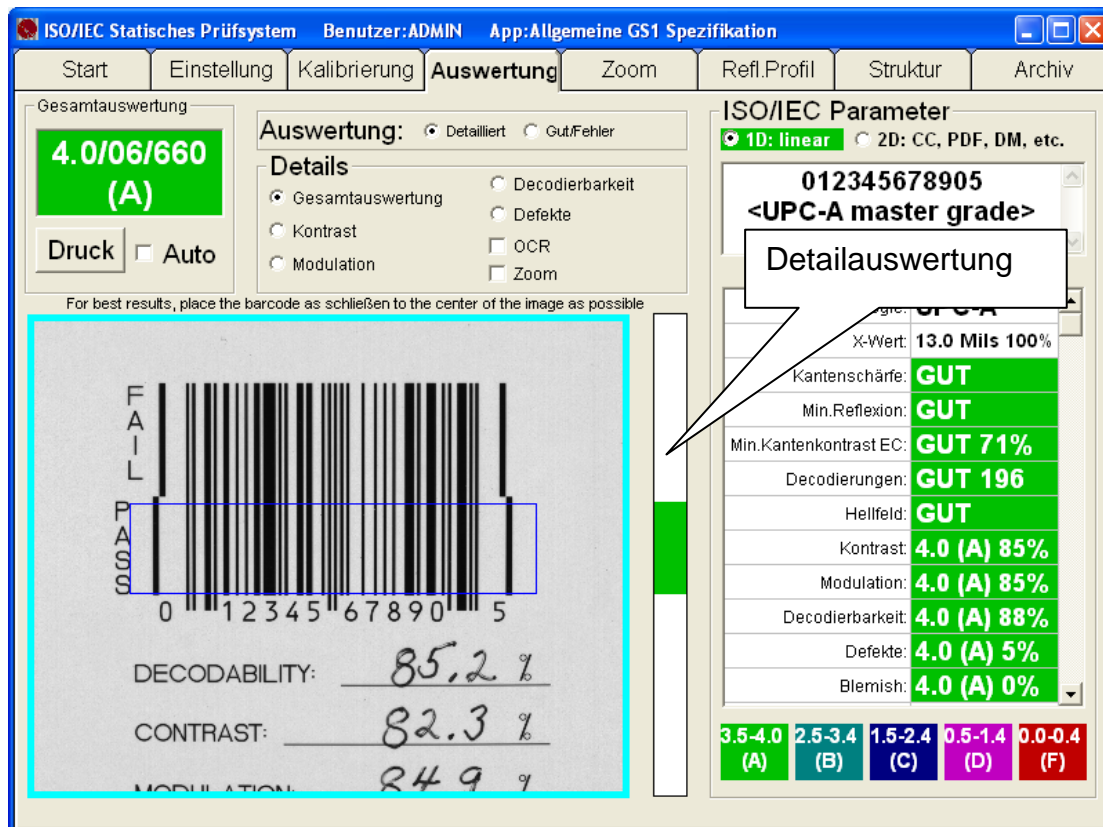 ISO/IEC Statisches Prüfsystem Benutzer:ADMIN App:Allgemeine GS1 Spezifikation
Start Einstellung Kalibrierung Auswertung Zoom Refl.Profil Struktur Archiv
Gesamtauswertung
4.0/06/660
(A)
Druck Auto
Auswertung: Detailliert Gut/Fehler
Details
Gesamtauswertung
Kontrast
Modulation
Decodierbarkeit
Defekte
OCR
Zoom
For best results, place the barcode as schließen to the center of the image as possible
FAIL
PASS
0 12345 67890 5
DECODABILITY: 85.2 %
CONTRAST: 82.3 %
84.9 %
ISO/IEC Parameter
1D: linear 2D: CC, PDF, DM, etc.
012345678905
<UPC-A master grade>
Detailauswertung
UPC-A
X-Wert: 13.0 Mils 100%
Kantenschärfe: GUT
Min.Reflexion: GUT
Min.Kantenkontrast EC: GUT 71%
Decodierungen: GUT 196
Hellfeld: GUT
Kontrast: 4.0 (A) 85%
Modulation: 4.0 (A) 85%
Decodierbarkeit: 4.0 (A) 88%
Defekte: 4.0 (A) 5%
Blemish: 4.0 (A) 0%
3.5-4.0 2.5-3.4 1.5-2.4 0.5-1.4 0.0-0.4
(A) (B) (C) (D) (F)